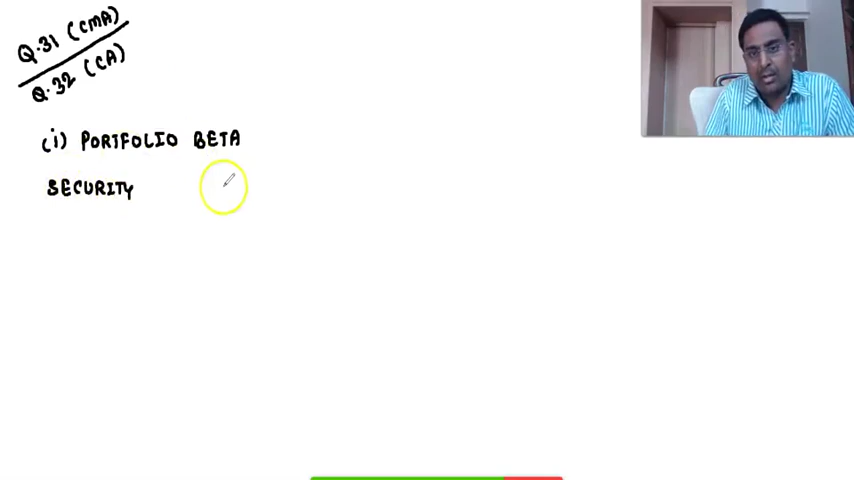 Q.31 (CMA)
Q.32 (CA)
(i) PORTFOLIO BETA
SECURITY